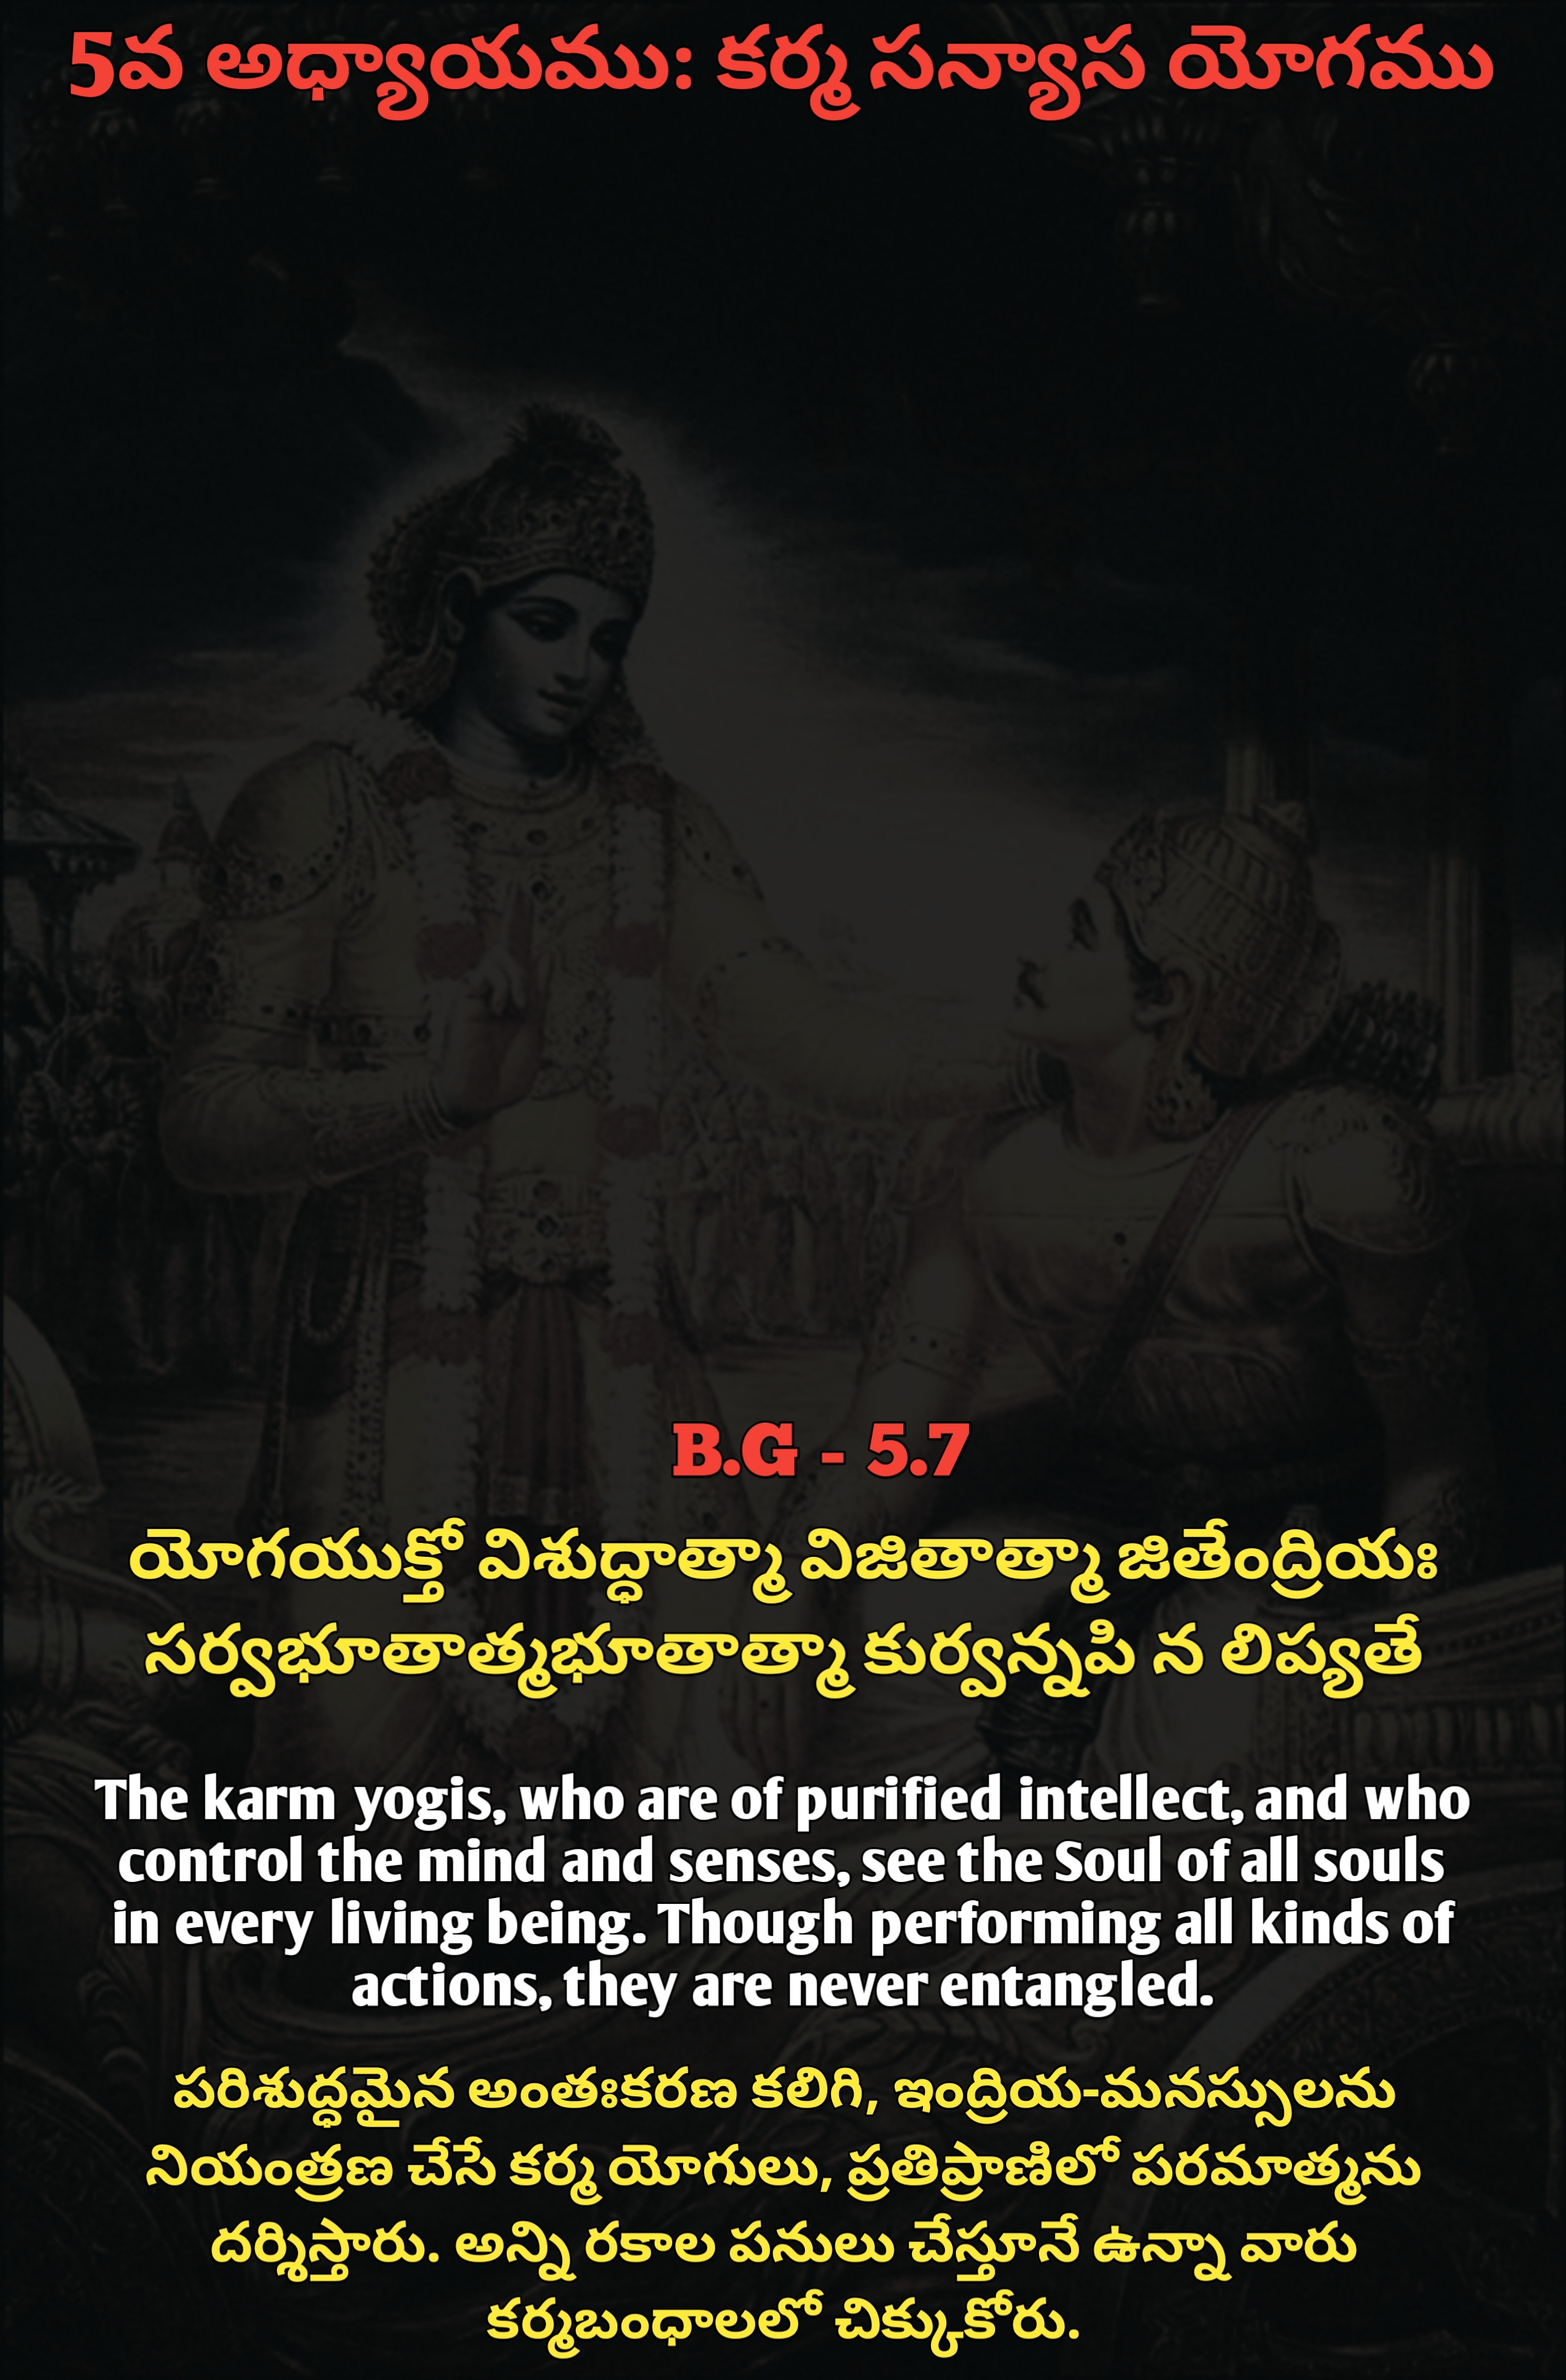 5వ అధ్యాయము: కర్మ సన్యాస యోగము
B.G - 5.7
యోగయుక్తో విశుద్ధాత్మా విజితాత్మా జితేంద్రియః
సర్వభూతాత్మభూతాత్మా కుర్వన్నపి న లిప్యతే
The karm yogis, who are of purified intellect, and who
control the mind and senses, see the Soul of all souls
in every living being. Though performing all kinds of
actions, they are never entangled.
పరిశుద్ధమైన అంతఃకరణ కలిగి, ఇంద్రియ-మనస్సులను
నియంత్రణ చేసే కర్మ యోగులు, ప్రతిప్రాణిలో పరమాత్మను
దర్శిస్తారు. అన్ని రకాల పనులు చేస్తూనే ఉన్నా వారు
కర్మబంధాలలో చిక్కుకోరు.